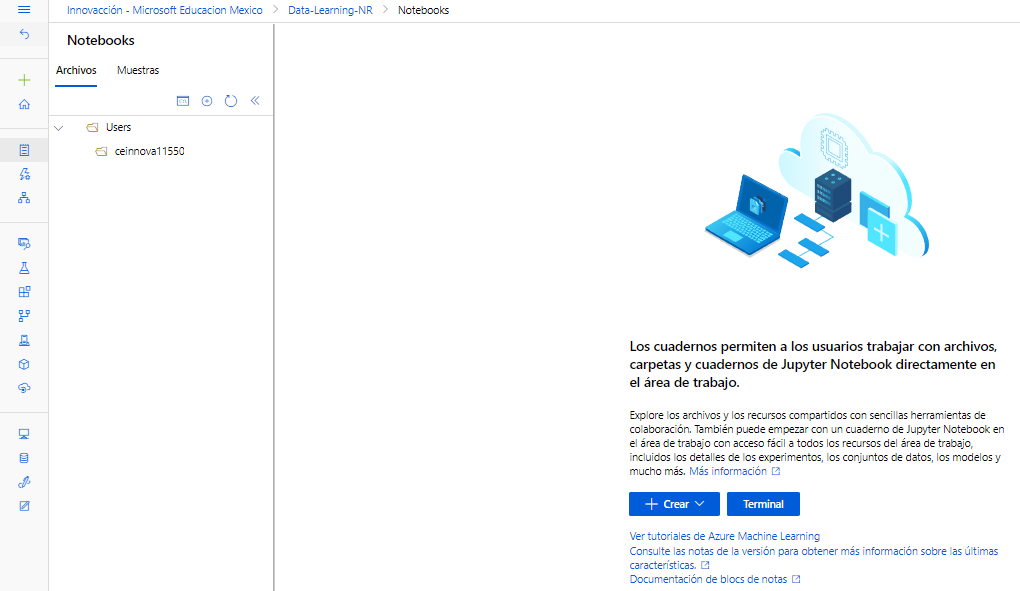 Innovacción - Microsoft Educacion Mexico > Data-Learning-NR > Notebooks
Notebooks
Archivos Muestras
Users
ceinnova11550
Los cuadernos permiten a los usuarios trabajar con archivos,
carpetas y cuadernos de Jupyter Notebook directamente en
el área de trabajo.
Explore los archivos y los recursos compartidos con sencillas herramientas de
colaboración. También puede empezar con un cuaderno de Jupyter Notebook en
el área de trabajo con acceso fácil a todos los recursos del área de trabajo,
incluidos los detalles de los experimentos, los conjuntos de datos, los modelos y
mucho más. Más información
Crear Terminal
Ver tutoriales de Azure Machine Learning
Consulte las notas de la versión para obtener más información sobre las últimas
características.
Documentación de blocs de notas